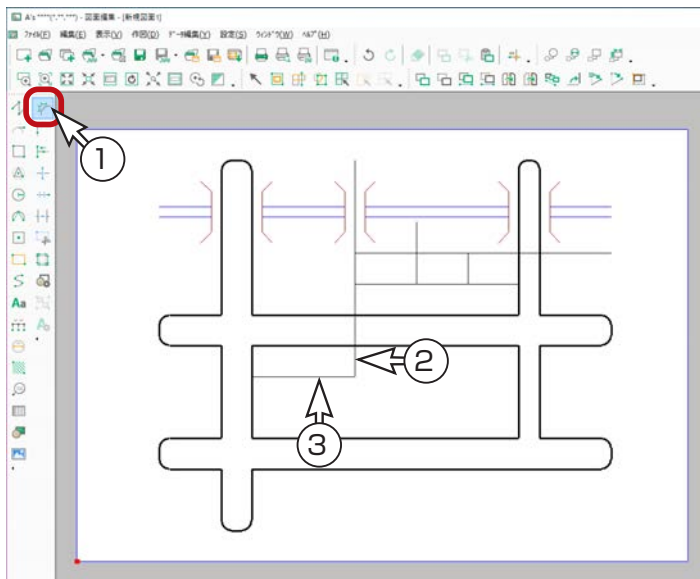 A's ****(*.**.***) - 図面編集 - [新規図面1]
ﾌｧｲﾙ(F) 編集(E) 表示(V) 作図(D) ﾃﾞｰﾀ編集(Y) 設定(S) ｳｨﾝﾄﾞｳ(W) ﾍﾙﾌﾟ(H)
1
2
3
Aa